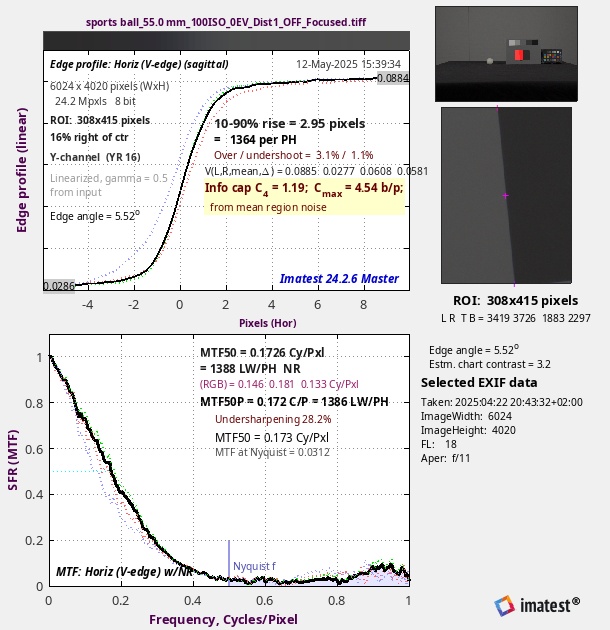 sports ball_55.0 mm_100ISO_0EV_Dist1_OFF_Focused.tiff
Edge profile: Horiz (V-edge) (sagittal)
12-May-2025 15:39:34
0.0884
6024 x 4020 pixels (WxH)
24.2 Mpxls 8 bit
ROI: 308x415 pixels
16% right of ctr
Y-channel (YR 16)
Linearized, gamma = 0.5
from input
Edge angle = 5.52⁰
10-90% rise = 2.95 pixels
= 1364 per PH
Over / undershoot = 3.1% / 1.1%
V(L,R,mean,Δ) = 0.0885 0.0277 0.0608 0.0581
Info cap C4 = 1.19; Cmax = 4.54 b/p;
from mean region noise
Imatest 24.2.6 Master
0.0286
Edge profile (linear)
-4 -2 0 2 4 6 8
Pixels (Hor)
ROI: 308x415 pixels
L R T B = 3419 3726 1883 2297
MTF50 = 0.1726 Cy/Pxl
= 1388 LW/PH NR
(RGB) = 0.146 0.181 0.133 Cy/Pxl
MTF50P = 0.172 C/P = 1386 LW/PH
Undersharpening 28.2%
MTF50 = 0.173 Cy/Pxl
MTF at Nyquist = 0.0312
Nyquist f
MTF: Horiz (V-edge) w/NR
SFR (MTF)
1
0.8
0.6
0.4
0.2
0
0 0.2 0.4 0.6 0.8 1
Frequency, Cycles/Pixel
Edge angle = 5.52⁰
Estm. chart contrast = 3.2
Selected EXIF data
Taken: 2025:04:22 20:43:32+02:00
ImageWidth: 6024
ImageHeight: 4020
FL: 18
Aper: f/11
imatest®